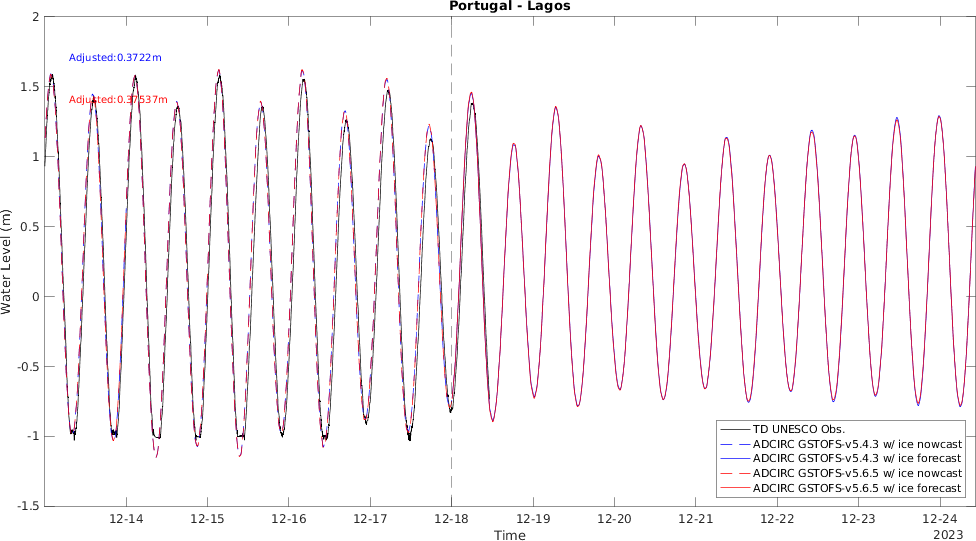 Portugal - Lagos
2
Adjusted:0.3722m
1.5
Adjusted:0.37537m
1
0.5
0
-0.5
-1
-1.5
Water Level (m)
TD UNESCO Obs.
ADCIRC GSTOFS-v5.4.3 w/ ice nowcast
ADCIRC GSTOFS-v5.4.3 w/ ice forecast
ADCIRC GSTOFS-v5.6.5 w/ ice nowcast
ADCIRC GSTOFS-v5.6.5 w/ ice forecast
12-14 12-15 12-16 12-17 12-18 12-19 12-20 12-21 12-22 12-23 12-24
Time
2023